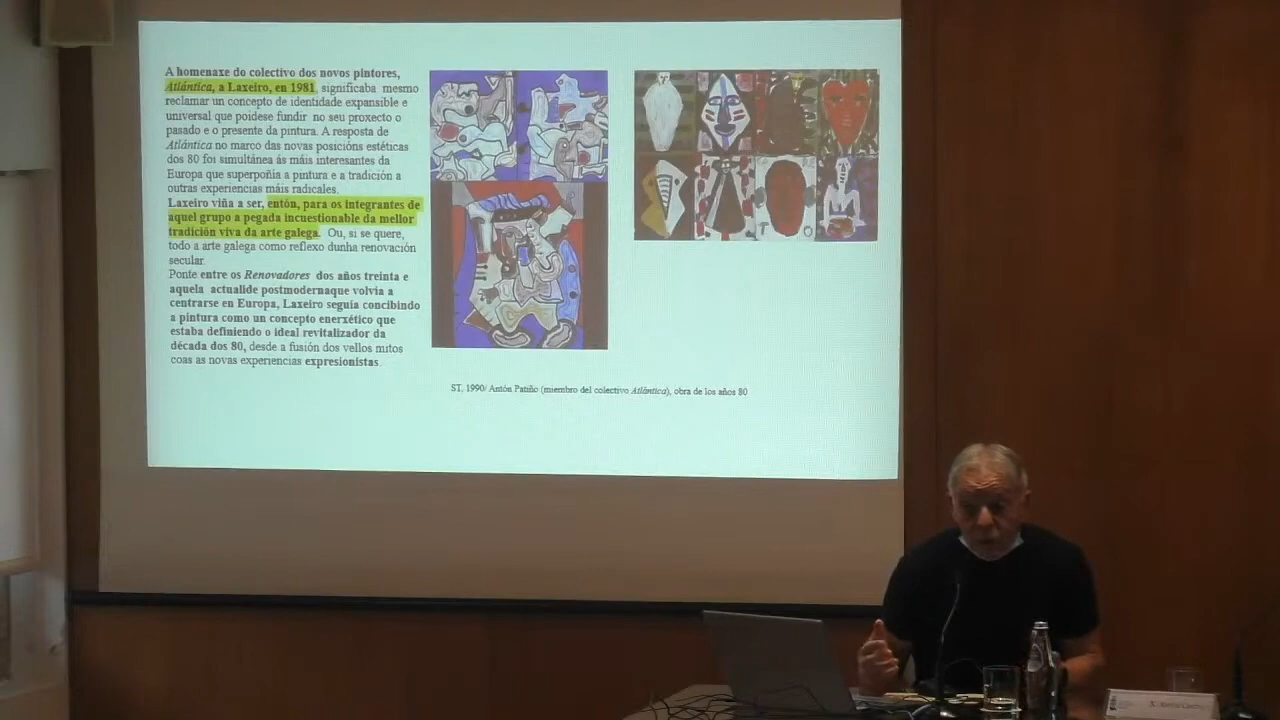 A homenaxe do colectivo dos novos pintores,
Atlántica, a Laxeiro, en 1981, significaba mesmo
reclamar un concepto de identidade expansible e
universal que poidese fundir no seu proxecto o
pasado e o presente da pintura. A resposta de
Atlántica no marco das novas posicións estéticas
dos 80 foi simultánea ás máis interesantes da
Europa que superpoñía a pintura e a tradición a
outras experiencias máis radicales.
Laxeiro viña a ser, entón, para os integrantes de
aquel grupo a pegada incuestionable da mellor
tradición viva da arte galega. Ou, si se quere,
todo a arte galega como reflexo dunha renovación
secular.
Ponte entre os Renovadores dos años treinta e
aquela actualide postmodernaque volvia a
centrarse en Europa, Laxeiro seguía concibindo
a pintura como un concepto enerxético que
estaba definiendo o ideal revitalizador da
década dos 80, desde a fusión dos vellos mitos
coas as novas experiencias expresionistas.
ST, 1990/ Antón Patiño (miembro del colectivo Atlántica), obra de los años 80